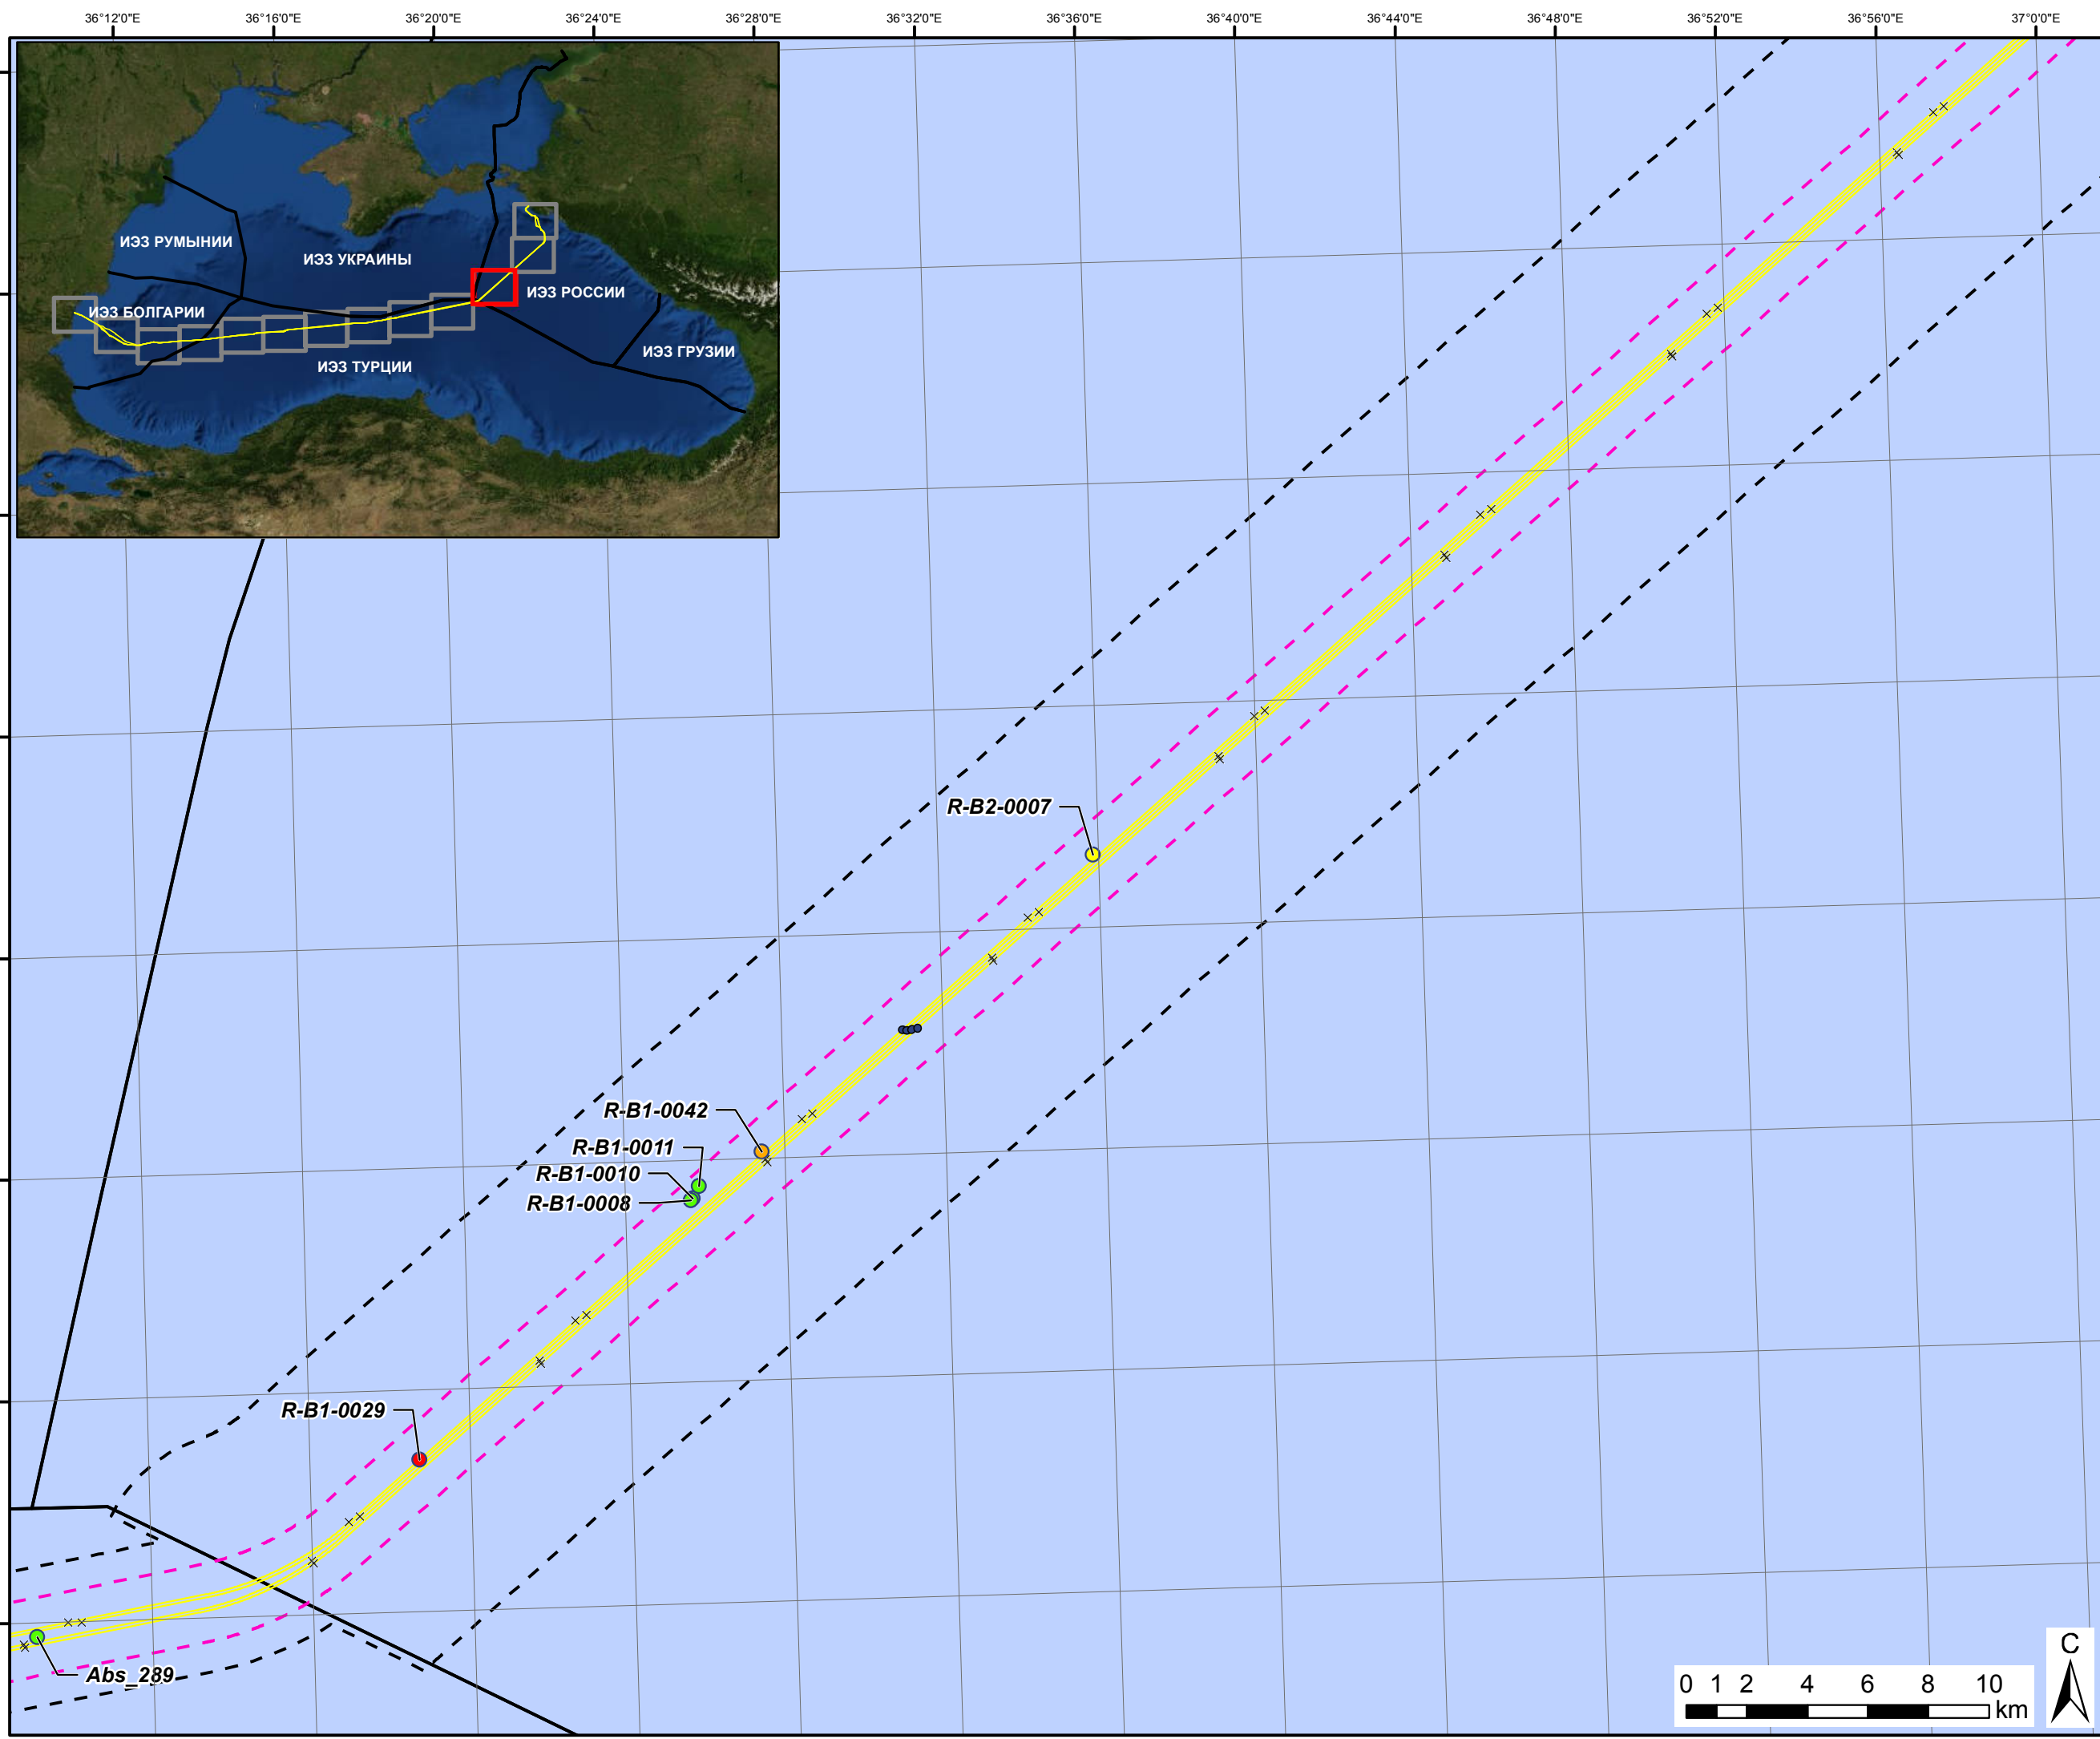 36°12'0"E 36°16'0"E 36°20'0"E 36°24'0"E 36°28'0"E 36°32'0"E 36°36'0"E 36°40'0"E 36°44'0"E 36°48'0"E 36°52'0"E 36°56'0"E 37°0'0"E
ИЭЗ РУМЫНИИ
ИЭЗ УКРАИНЫ
ИЭЗ РОССИИ
ИЭЗ БОЛГАРИИ
ИЭЗ ГРУЗИИ
ИЭЗ ТУРЦИИ
R-B2-0007
R-B1-0042
R-B1-0011
R-B1-0010
R-B1-0008
R-B1-0029
Abs_289
С
0 1 2 4 6 8 10
km